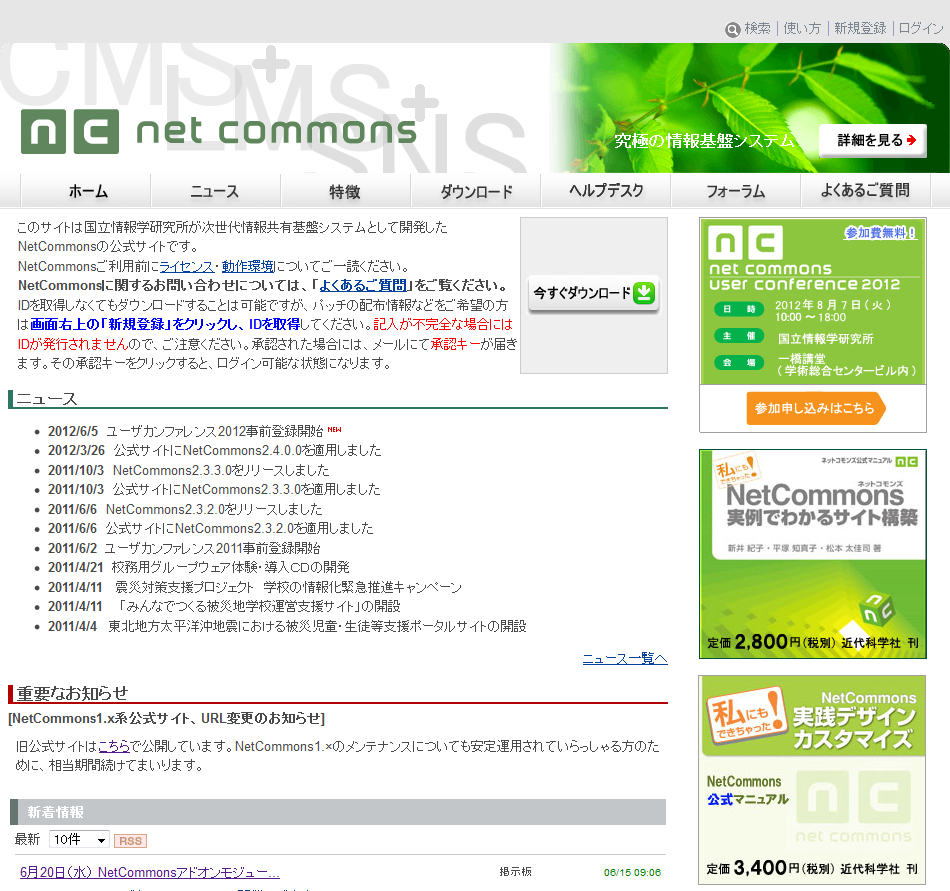 検索 使い方 新規登録 ログイン
CMS+
LMS+
SNS
nc net commons
究極の情報基盤システム
詳細を見る
ホーム ニュース 特徴 ダウンロード ヘルプデスク フォーラム よくあるご質問
このサイトは国立情報学研究所が次世代情報共有基盤システムとして開発した
NetCommonsの公式サイトです。
NetCommonsご利用前にライセンス・動作環境についてご一読ください。
NetCommonsに関するお問い合わせについては、「よくあるご質問」をご覧ください。
IDを取得しなくてもダウンロードすることは可能ですが、バッチの配布情報などをご希望の方
は画面右上の「新規登録」をクリックし、IDを取得してください。記入が不完全な場合には
IDが発行されませんので、ご注意ください。承認された場合には、メールにて承認キーが届き
ます。その承認キーをクリックすると、ログイン可能な状態になります。
今すぐダウンロード
ニュース
2012/6/5 ユーザカンファレンス2012事前登録開始 NEW
2012/3/26 公式サイトにNetCommons2.4.0.0を適用しました
2011/10/3 NetCommons2.3.3.0をリリースしました
2011/10/3 公式サイトにNetCommons2.3.3.0を適用しました
2011/6/6 NetCommons2.3.2.0をリリースしました
2011/6/6 公式サイトにNetCommons2.3.2.0を適用しました
2011/6/2 ユーザカンファレンス2011事前登録開始
2011/4/21 校務用グループウェア体験・導入CDの開発
2011/4/11 震災対策支援プロジェクト 学校の情報化緊急推進キャンペーン
2011/4/11 「みんなでつくる被災地学校運営支援サイト」の開設
2011/4/4 東北地方太平洋沖地震における被災児童・生徒等支援ポータルサイトの開設
ニュース一覧へ
重要なお知らせ
[NetCommons1.x系公式サイト、URL変更のお知らせ]
旧公式サイトはこちらで公開しています。NetCommons1.×のメンテナンスについても安定運用されていらっしゃる方のた
めに、相当期間続けてまいります。
新着情報
最新 10件 RSS
6月20日(水) NetCommonsアドオンモジュー... 掲示板 06/15 09:06
参加費無料!
nc
net commons
user conference 2012
日時 2012年8月7日(火)
10:00〜18:00
主催 国立情報学研究所
会場 一橋講堂
(学術総合センタービル内)
参加申し込みはこちら
ネットコモンズ公式マニュアル nc
私にも!
できちゃった!
ネットコモンズ
NetCommons
実例でわかるサイト構築
新井 紀子・平塚 知真子・松本 太佳司 著
nc
定価2,800円(税別) 近代科学社 刊
私にも!
できちゃった!
NetCommons
実践デザイン
カスタマイズ
NetCommons
公式マニュアル
nc
net commons
定価3,400円(税別) 近代科学社 刊